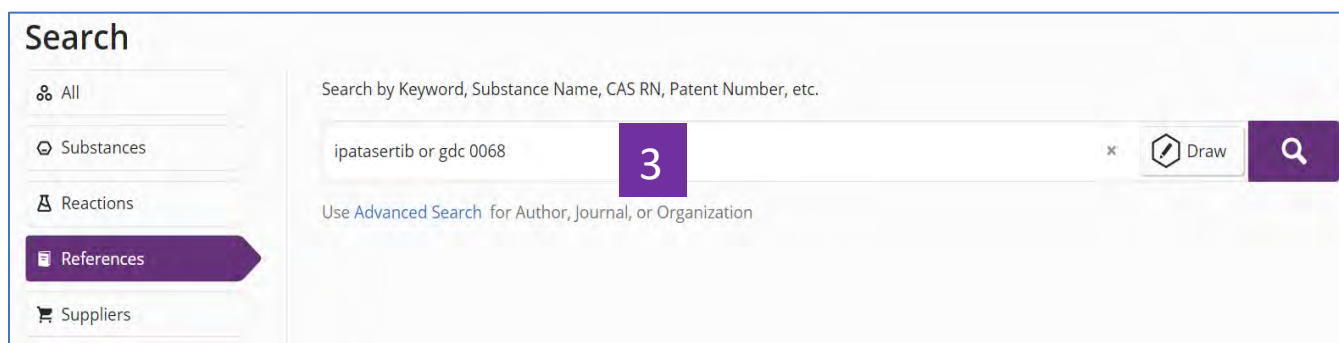 Search
All
Substances
Reactions
References
Suppliers
Search by Keyword, Substance Name, CAS RN, Patent Number, etc.
ipatasertib or gdc 0068
3
×
Draw
Use Advanced Search for Author, Journal, or Organization